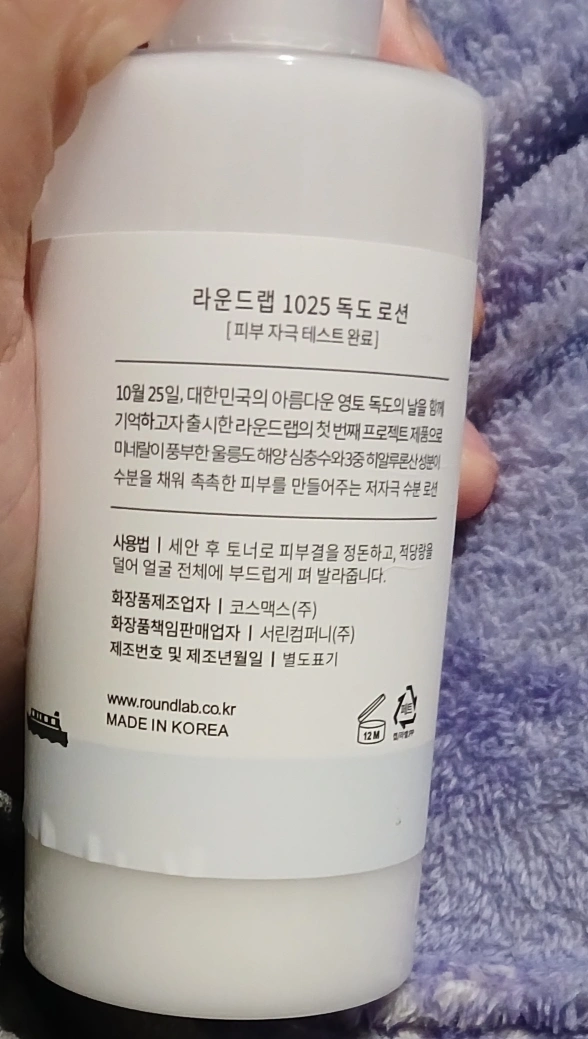 라운드랩 1025 독도 로션
[ 피부 자극 테스트 완료 ]
10월 25일, 대한민국의 아름다운 영토 독도의 날을 함께
기억하고자 출시한 라운드랩의 첫 번째 프로젝트 제품으로
미네랄이 풍부한 울릉도 해양 심층수와 3중 히알루론산 성분이
수분을 채워 촉촉한 피부를 만들어주는 저자극 수분 로션
사용법 | 세안 후 토너로 피부결을 정돈하고, 적당량을
덜어 얼굴 전체에 부드럽게 펴 발라줍니다.
화장품제조업자 | 코스맥스(주)
화장품책임판매업자 | 서린컴퍼니(주)
제조번호 및 제조년월일 | 별도표기
www.roundlab.co.kr
MADE IN KOREA
12 M
페트